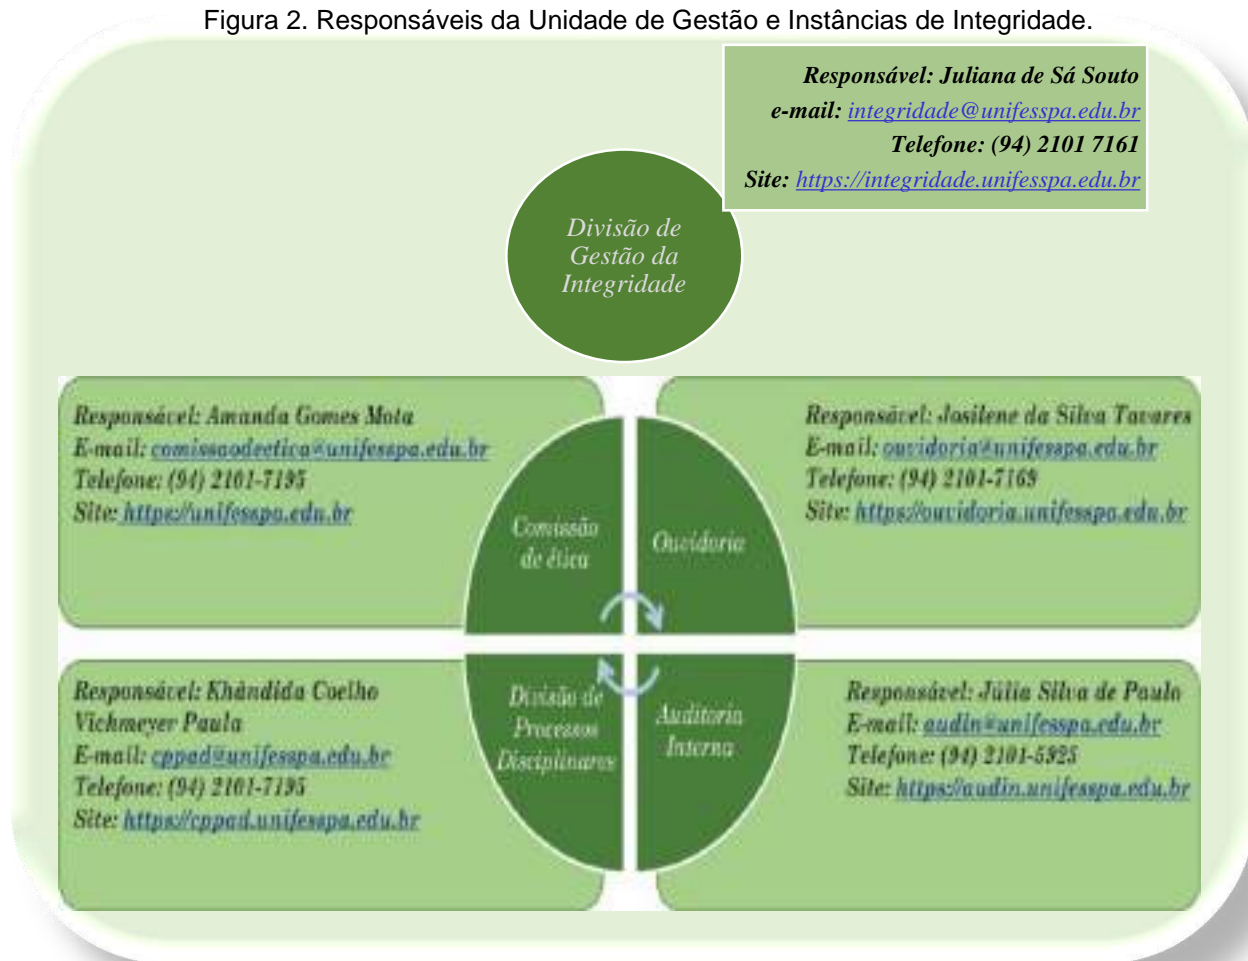 Figura 2. Responsáveis da Unidade de Gestão e Instâncias de Integridade.
Responsável: Juliana de Sá Souto
e-mail: integridade@unifesspa.edu.br
Telefone: (94) 2101 7161
Site: https://integridade.unifesspa.edu.br
Divisão de
Gestão da
Integridade
Responsável: Amanda Gomes Mota
E-mail: comissaodeetica@unifesspa.edu.br
Telefone: (94) 2101-7195
Site: https://unifesspa.edu.br
Comissão
de ética
Responsável: Josilene da Silva Tavares
E-mail: ouvidoria@unifesspa.edu.br
Telefone: (94) 2101-7169
Site: https://ouvidoria.unifesspa.edu.br
Ouvidoria
Responsável: Khândida Coelho
Vichmeyer Paula
E-mail: cppad@unifesspa.edu.br
Telefone: (94) 2101-7195
Site: https://cppad.unifesspa.edu.br
Divisão de
Processos
Disciplinares
Auditoria
Interna
Responsável: Júlia Silva de Paulo
E-mail: audin@unifesspa.edu.br
Telefone: (94) 2101-5925
Site: https://audin.unifesspa.edu.br